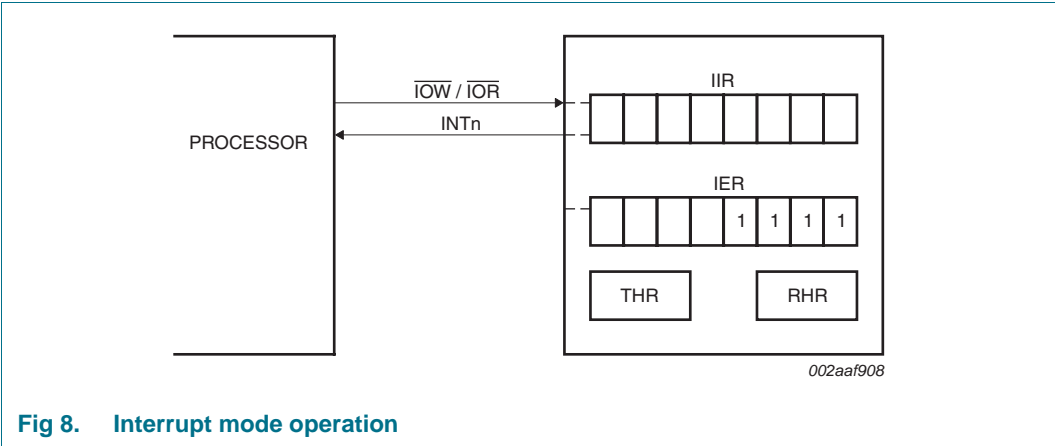 IOW / IOR
IIR
INTn
PROCESSOR
IER
1 1 1 1
THR RHR
002aaf908
Fig 8. Interrupt mode operation